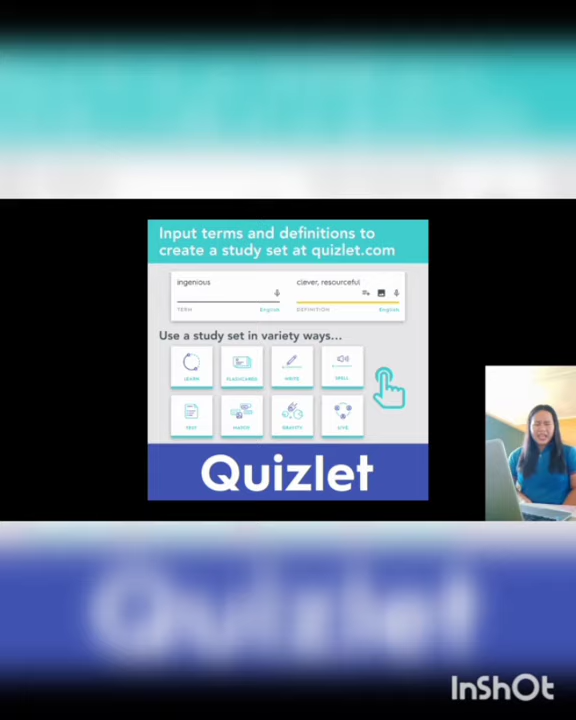 Input terms and definitions to
create a study set at quizlet.com
ingenious
clever, resourceful
TERM
English
DEFINITION
English
Use a study set in variety ways...
LEARN
FLASHCARDS
WRITE
SPELL
TEST
MATCH
GRAVITY
LIVE
Quizlet
Quizlet
InShOt